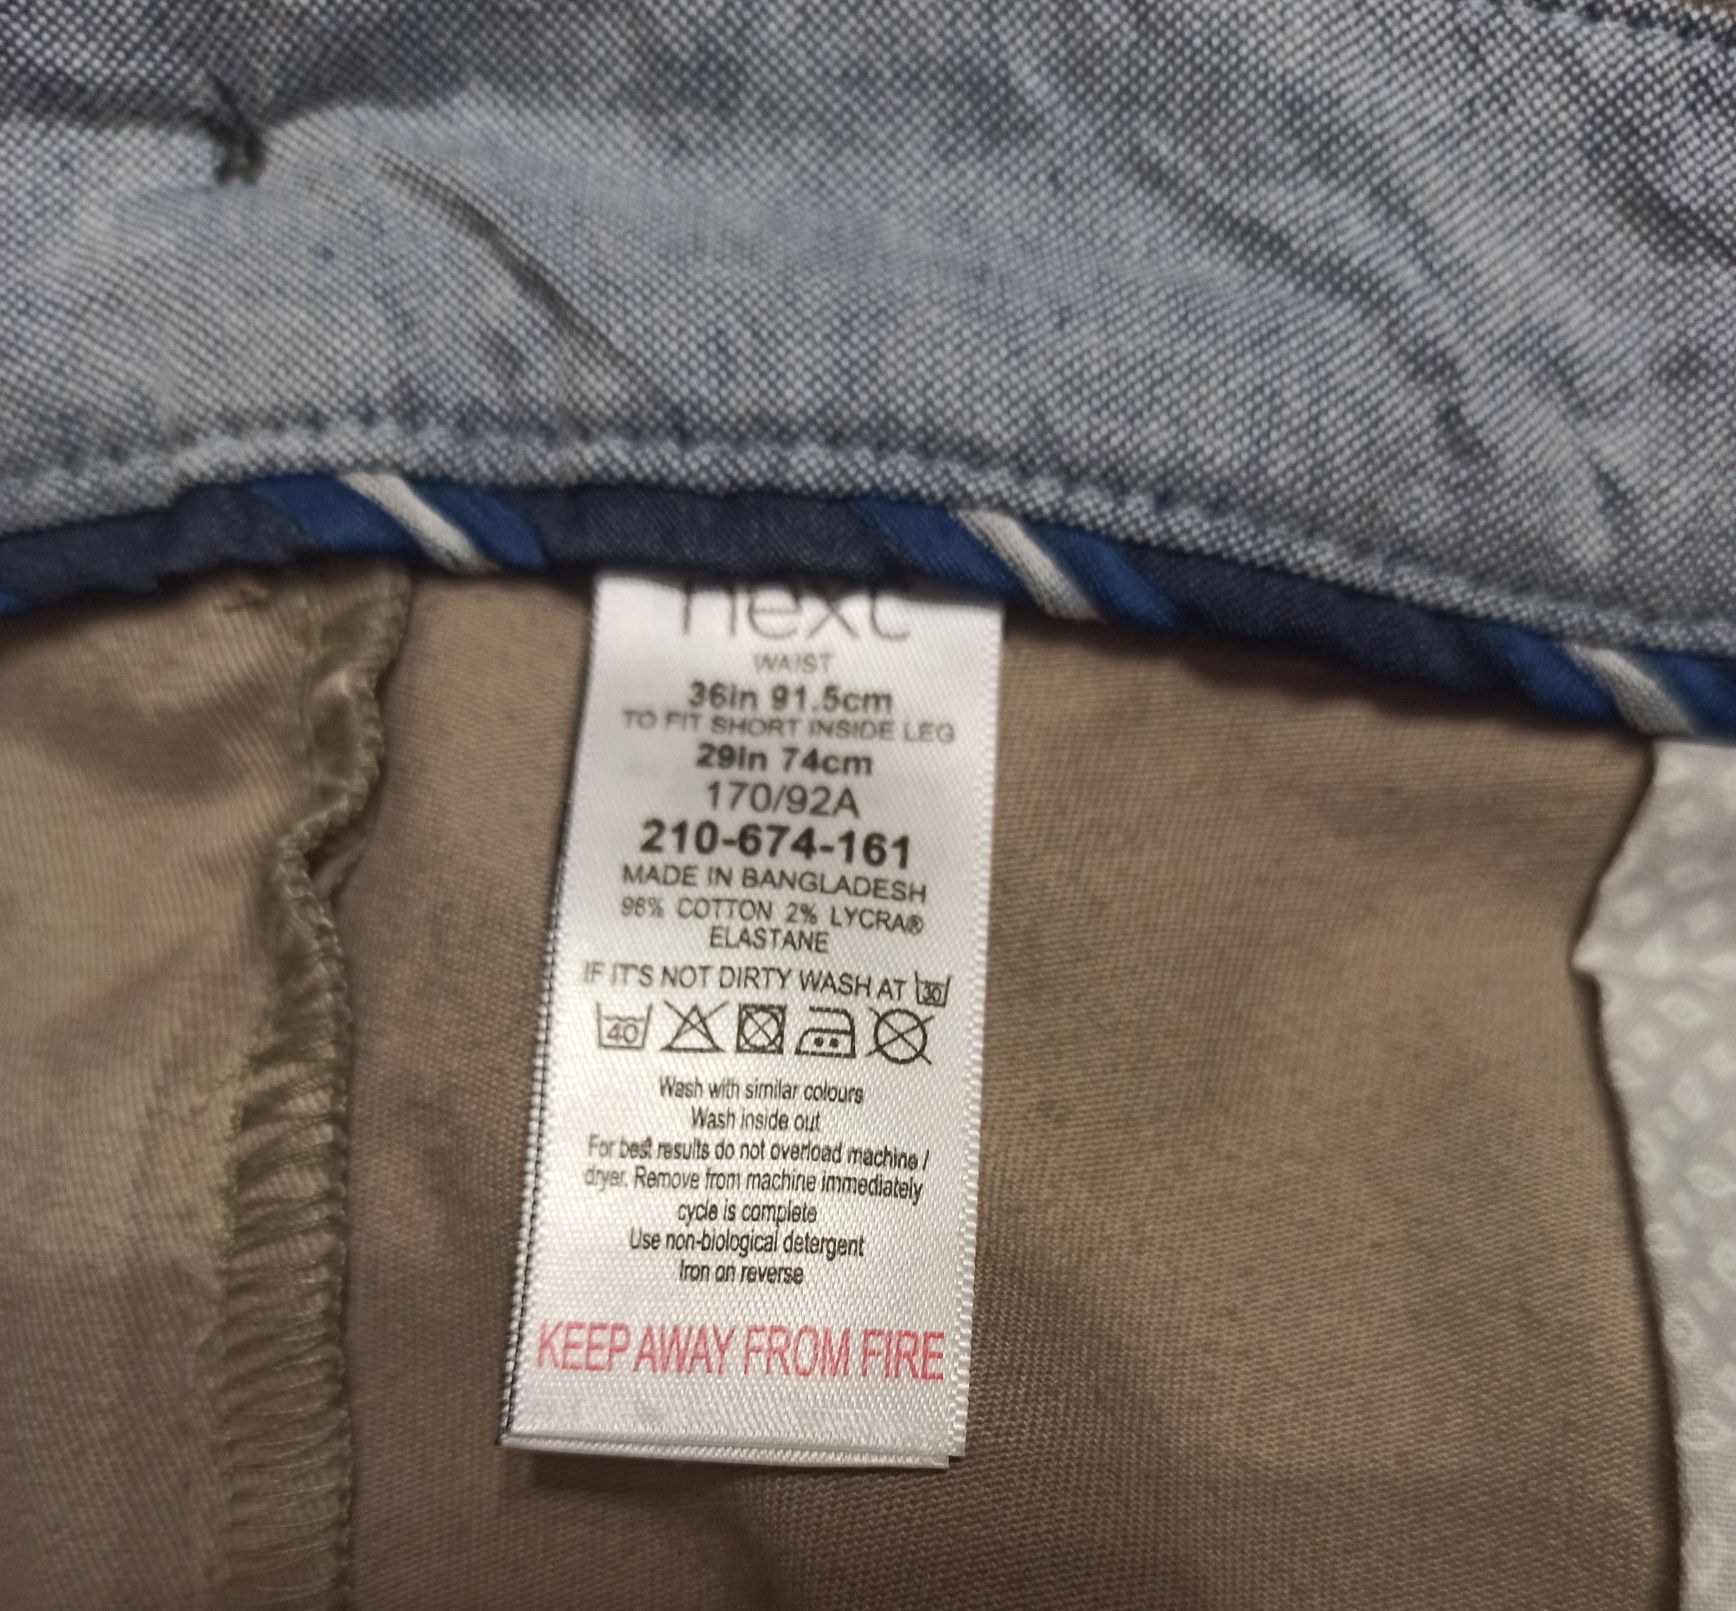 next
WAIST
36in 91.5cm
TO FIT SHORT INSIDE LEG
29in 74cm
170/92A
210-674-161
MADE IN BANGLADESH
98% COTTON 2% LYCRA®
ELASTANE
IF IT'S NOT DIRTY WASH AT 30
40
Wash with similar colours
Wash inside out
For best results do not overload machine /
dryer. Remove from machine immediately
cycle is complete
Use non-biological detergent
Iron on reverse
KEEP AWAY FROM FIRE